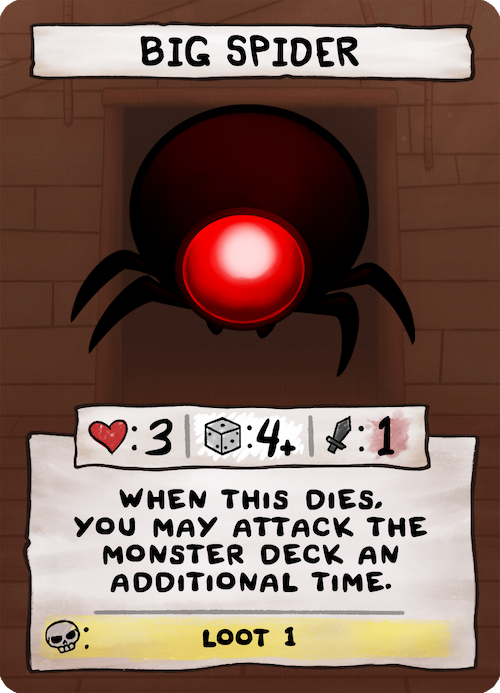 BIG SPIDER
:3 :4+ :1
WHEN THIS DIES,
YOU MAY ATTACK THE
MONSTER DECK AN
ADDITIONAL TIME.
: LOOT 1